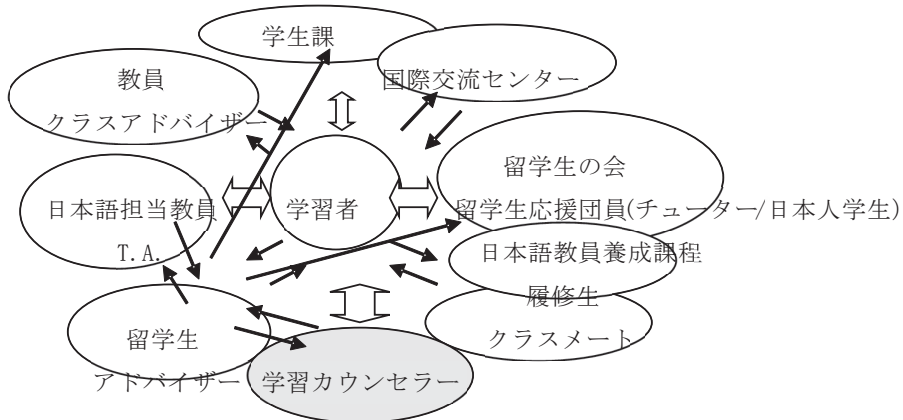 学生課
国際交流センター
教員
クラスアドバイザー
留学生の会
留学生応援団員(チューター/日本人学生)
日本語担当教員
T.A.
学習者
日本語教員養成課程
履修生
クラスメート
留学生
アドバイザー
学習カウンセラー